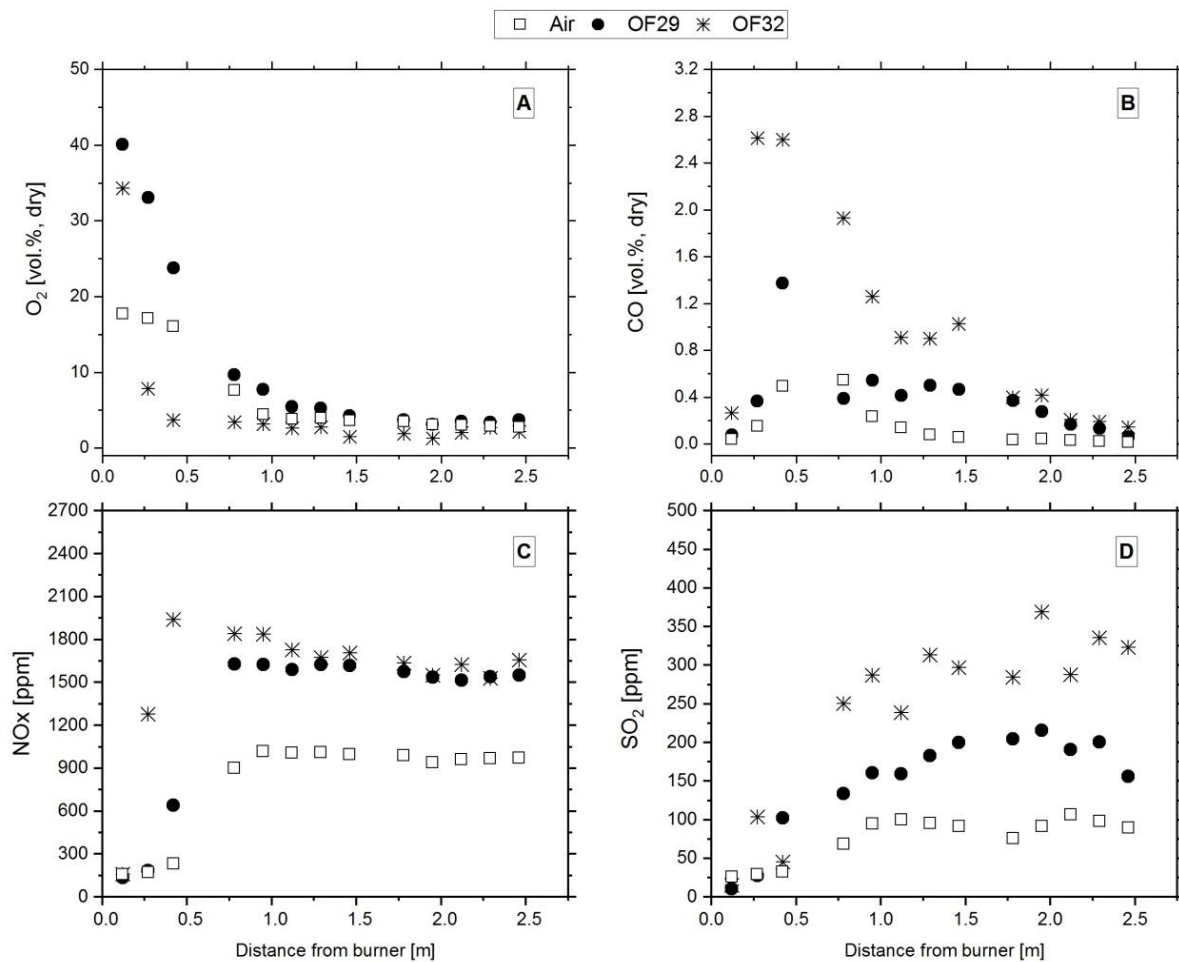 Air OF29 OF32
50
40
30
20
10
0
O2 [vol.%, dry]
A
0.0 0.5 1.0 1.5 2.0 2.5
3.2
2.8
2.4
2.0
1.6
1.2
0.8
0.4
0.0
CO [vol.%, dry]
B
0.0 0.5 1.0 1.5 2.0 2.5
2700
2400
2100
1800
1500
1200
900
600
300
0
NOx [ppm]
C
0.0 0.5 1.0 1.5 2.0 2.5
Distance from burner [m]
500
450
400
350
300
250
200
150
100
50
0
SO2 [ppm]
D
0.0 0.5 1.0 1.5 2.0 2.5
Distance from burner [m]